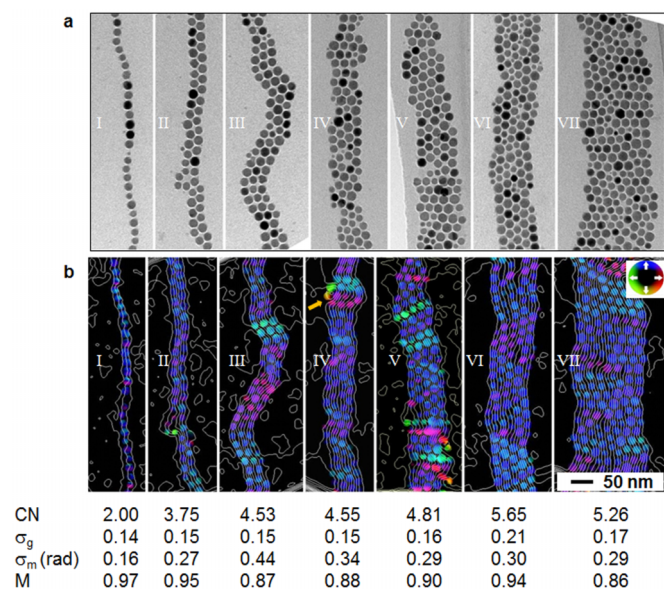 a
I II III IV V VI VII
b
I II III IV V VI VII
50 nm
CN 2.00 3.75 4.53 4.55 4.81 5.65 5.26
σg 0.14 0.15 0.15 0.15 0.16 0.21 0.17
σm (rad) 0.16 0.27 0.44 0.34 0.29 0.30 0.29
M 0.97 0.95 0.87 0.88 0.90 0.94 0.86